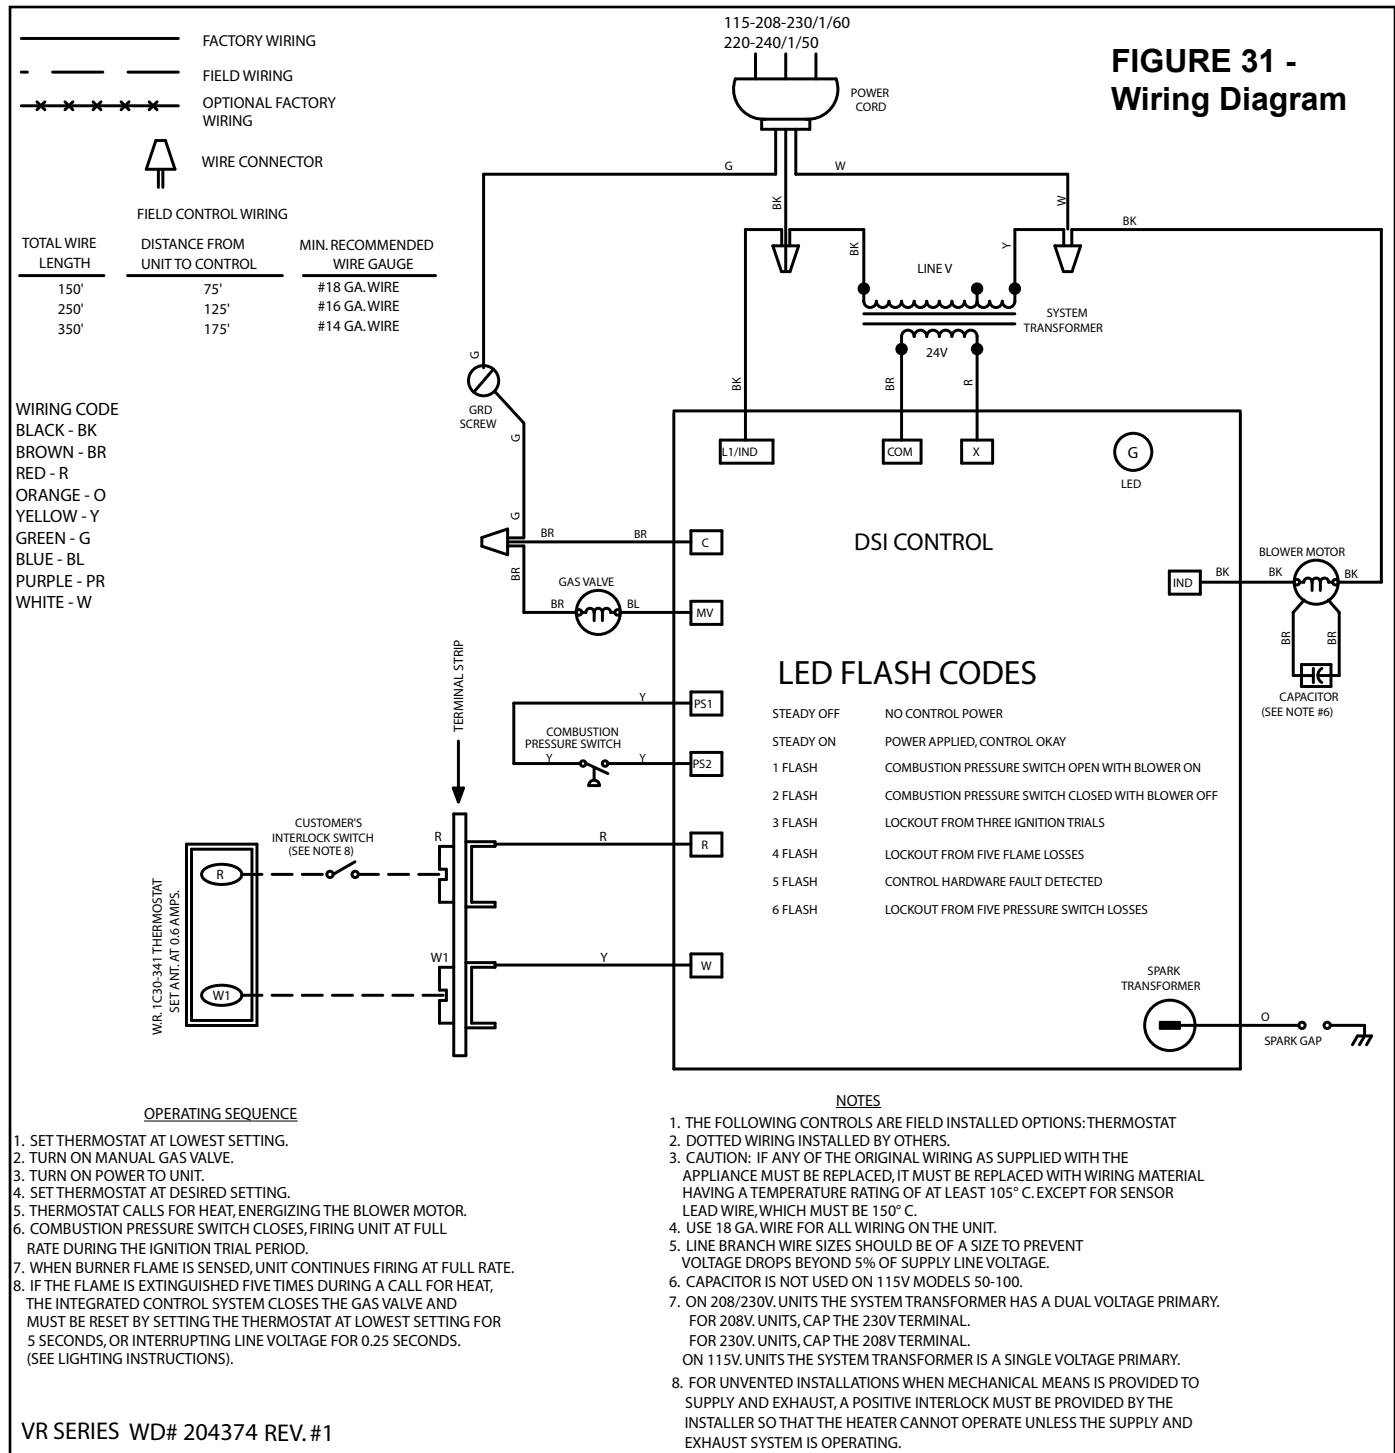 FACTORY WIRING
FIELD WIRING
OPTIONAL FACTORY
WIRING
WIRE CONNECTOR
115-208-230/1/60
220-240/1/50
POWER
CORD
FIGURE 31 -
Wiring Diagram
FIELD CONTROL WIRING
TOTAL WIRE LENGTH DISTANCE FROM UNIT TO CONTROL MIN. RECOMMENDED WIRE GAUGE
150' 75' #18 GA. WIRE
250' 125' #16 GA. WIRE
350' 175' #14 GA. WIRE
WIRING CODE
BLACK - BK
BROWN - BR
RED - R
ORANGE - O
YELLOW - Y
GREEN - G
BLUE - BL
PURPLE - PR
WHITE - W
G
W
BK
W
BK
BK
Y
LINE V
SYSTEM
TRANSFORMER
24V
BK
BR
R
G
GRD
SCREW
G
G
L1/IND
COM
X
G
LED
DSI CONTROL
BR
BR
C
BR
GAS VALVE
BR
BL
MV
IND
BK
BK
BLOWER MOTOR
BK
BR
BR
CAPACITOR
(SEE NOTE #6)
TERMINAL STRIP
Y
PS1
COMBUSTION
PRESSURE SWITCH
Y
Y
PS2
LED FLASH CODES
STEADY OFF NO CONTROL POWER
STEADY ON POWER APPLIED, CONTROL OKAY
1 FLASH COMBUSTION PRESSURE SWITCH OPEN WITH BLOWER ON
2 FLASH COMBUSTION PRESSURE SWITCH CLOSED WITH BLOWER OFF
3 FLASH LOCKOUT FROM THREE IGNITION TRIALS
4 FLASH LOCKOUT FROM FIVE FLAME LOSSES
5 FLASH CONTROL HARDWARE FAULT DETECTED
6 FLASH LOCKOUT FROM FIVE PRESSURE SWITCH LOSSES
CUSTOMER'S
INTERLOCK SWITCH
(SEE NOTE 8)
R
R
R
R
W.R. 1C30-341 THERMOSTAT
SET ANT. AT 0.6 AMPS.
W1
W1
Y
W
SPARK
TRANSFORMER
O
SPARK GAP
OPERATING SEQUENCE
1. SET THERMOSTAT AT LOWEST SETTING.
2. TURN ON MANUAL GAS VALVE.
3. TURN ON POWER TO UNIT.
4. SET THERMOSTAT AT DESIRED SETTING.
5. THERMOSTAT CALLS FOR HEAT, ENERGIZING THE BLOWER MOTOR.
6. COMBUSTION PRESSURE SWITCH CLOSES, FIRING UNIT AT FULL
RATE DURING THE IGNITION TRIAL PERIOD.
7. WHEN BURNER FLAME IS SENSED, UNIT CONTINUES FIRING AT FULL RATE.
8. IF THE FLAME IS EXTINGUISHED FIVE TIMES DURING A CALL FOR HEAT,
THE INTEGRATED CONTROL SYSTEM CLOSES THE GAS VALVE AND
MUST BE RESET BY SETTING THE THERMOSTAT AT LOWEST SETTING FOR
5 SECONDS, OR INTERRUPTING LINE VOLTAGE FOR 0.25 SECONDS.
(SEE LIGHTING INSTRUCTIONS).
VR SERIES WD# 204374 REV. #1
NOTES
1. THE FOLLOWING CONTROLS ARE FIELD INSTALLED OPTIONS: THERMOSTAT
2. DOTTED WIRING INSTALLED BY OTHERS.
3. CAUTION: IF ANY OF THE ORIGINAL WIRING AS SUPPLIED WITH THE
APPLIANCE MUST BE REPLACED, IT MUST BE REPLACED WITH WIRING MATERIAL
HAVING A TEMPERATURE RATING OF AT LEAST 105° C. EXCEPT FOR SENSOR
LEAD WIRE, WHICH MUST BE 150° C.
4. USE 18 GA. WIRE FOR ALL WIRING ON THE UNIT.
5. LINE BRANCH WIRE SIZES SHOULD BE OF A SIZE TO PREVENT
VOLTAGE DROPS BEYOND 5% OF SUPPLY LINE VOLTAGE.
6. CAPACITOR IS NOT USED ON 115V MODELS 50-100.
7. ON 208/230V. UNITS THE SYSTEM TRANSFORMER HAS A DUAL VOLTAGE PRIMARY.
FOR 208V. UNITS, CAP THE 230V TERMINAL.
FOR 230V. UNITS, CAP THE 208V TERMINAL.
ON 115V. UNITS THE SYSTEM TRANSFORMER IS A SINGLE VOLTAGE PRIMARY.
8. FOR UNVENTED INSTALLATIONS WHEN MECHANICAL MEANS IS PROVIDED TO
SUPPLY AND EXHAUST, A POSITIVE INTERLOCK MUST BE PROVIDED BY THE
INSTALLER SO THAT THE HEATER CANNOT OPERATE UNLESS THE SUPPLY AND
EXHAUST SYSTEM IS OPERATING.